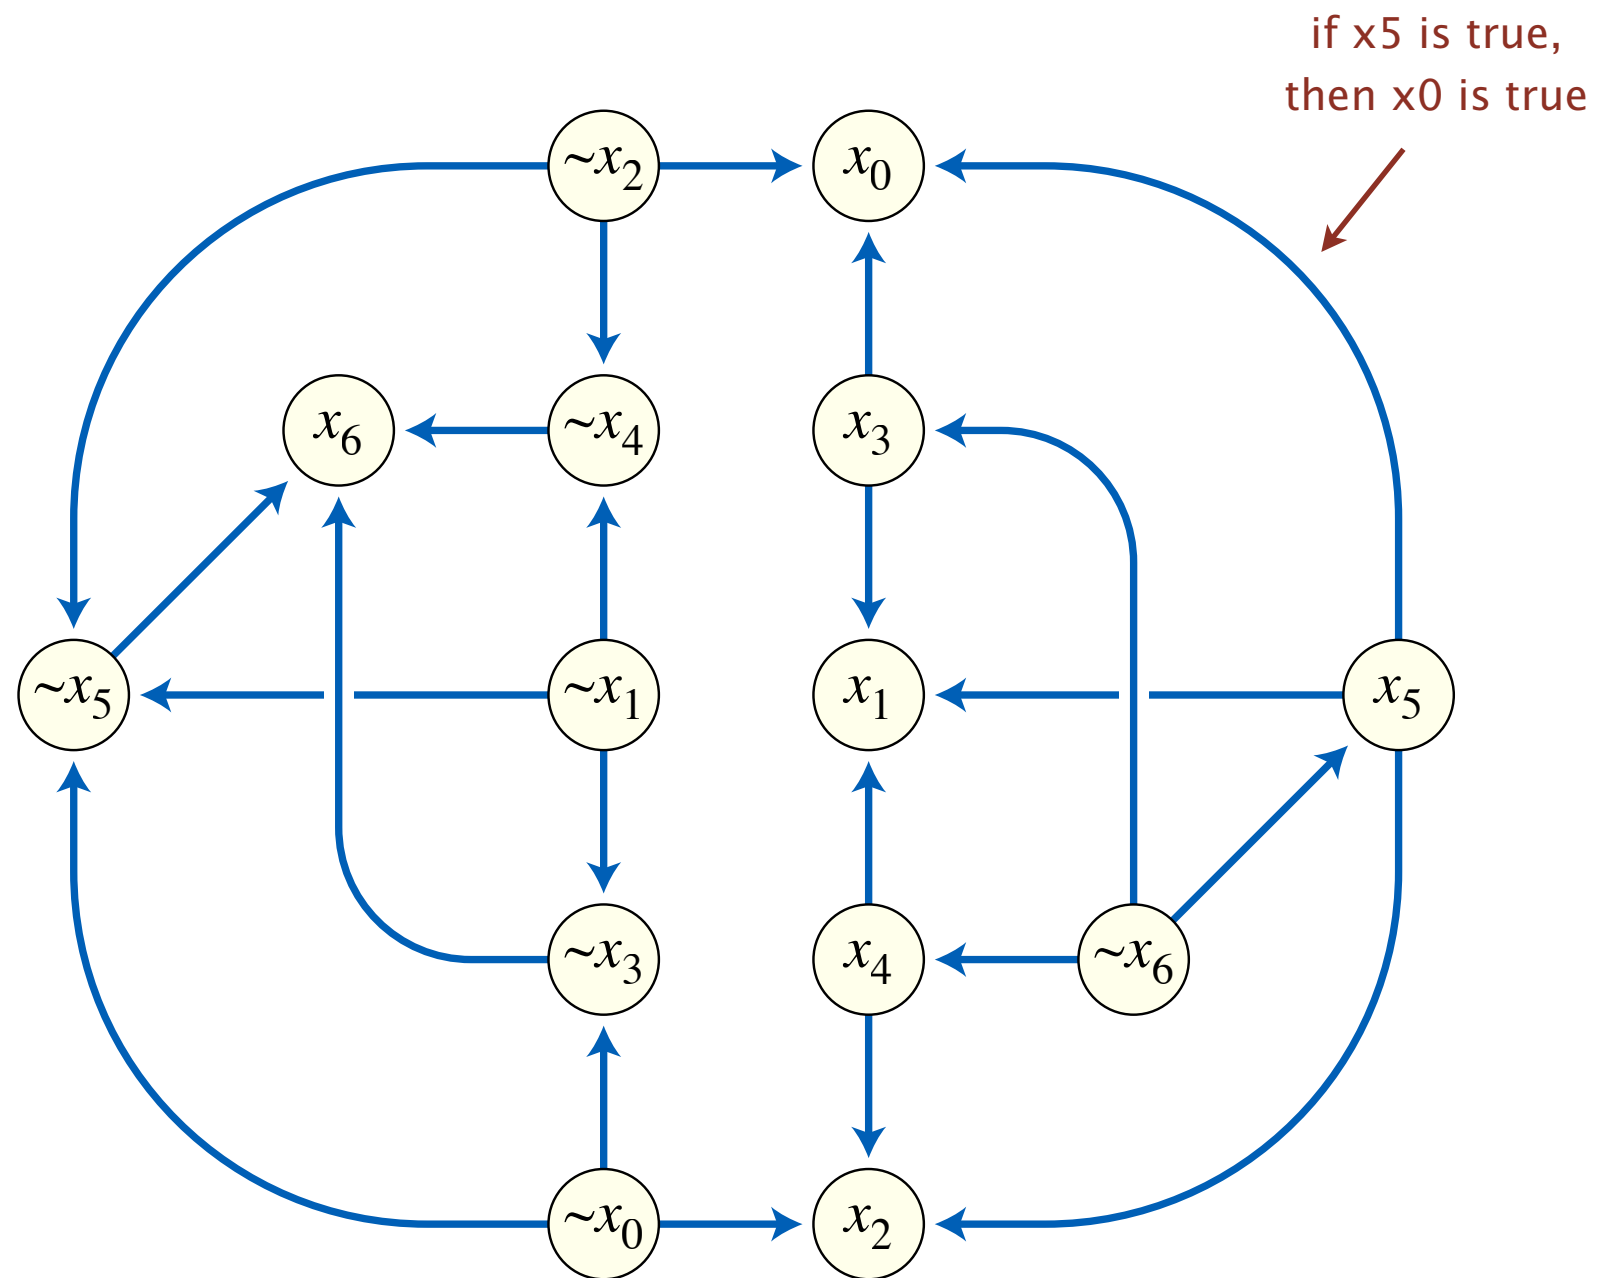 if x5 is true,
then x0 is true
~x₂
x₀
x₆
~x₄
x₃
~x₅
~x₁
x₁
x₅
~x₃
x₄
~x₆
~x₀
x₂